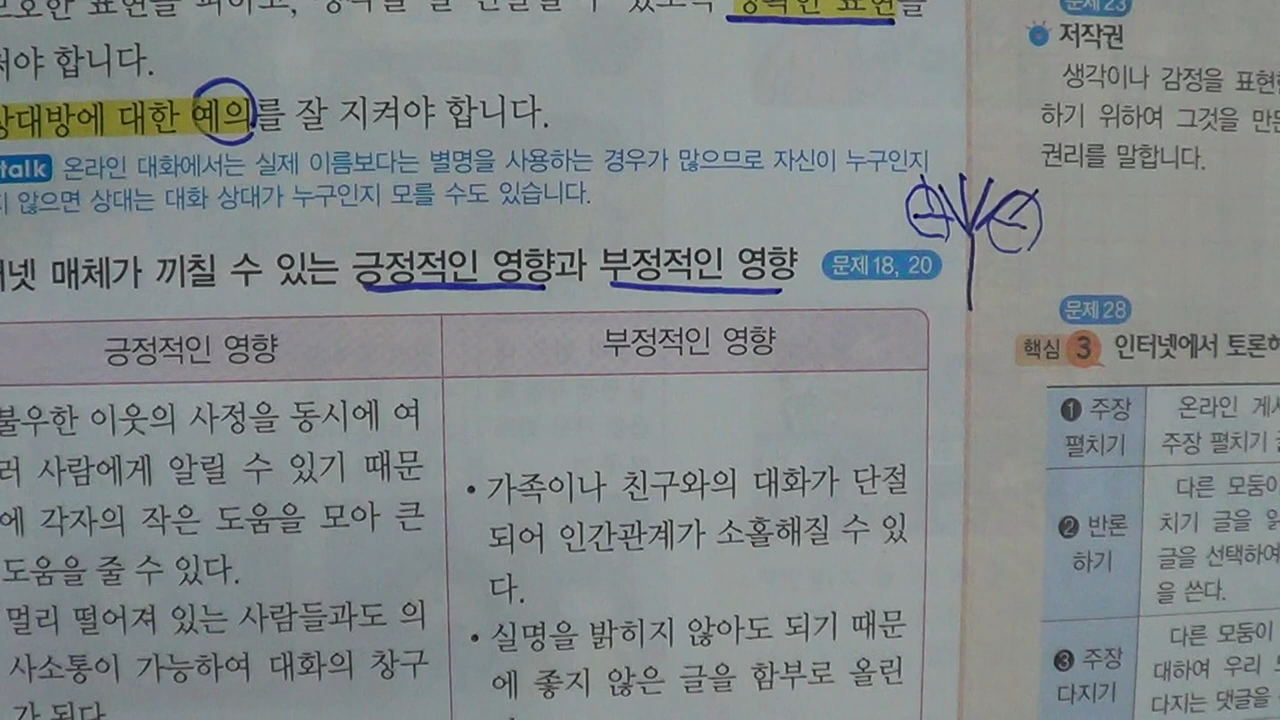 표현을 피하고,
정확한 표현을
져야 합니다.
상대방에 대한 예의를 잘 지켜야 합니다.
talk 온라인 대화에서는 실제 이름보다는 별명을 사용하는 경우가 많으므로 자신이 누구인지
않으면 상대는 대화 상대가 누구인지 모를 수도 있습니다.
터넷 매체가 끼칠 수 있는 긍정적인 영향과 부정적인 영향 문제 18, 20
긍정적인 영향
불우한 이웃의 사정을 동시에 여
러 사람에게 알릴 수 있기 때문
에 각자의 작은 도움을 모아 큰
도움을 줄 수 있다.
멀리 떨어져 있는 사람들과도 의
사소통이 가능하여 대화의 창구
가 된다.
부정적인 영향
• 가족이나 친구와의 대화가 단절
되어 인간관계가 소홀해질 수 있
다.
• 실명을 밝히지 않아도 되기 때문
에 좋지 않은 글을 함부로 올린
문제 23
저작권
생각이나 감정을 표현
하기 위하여 그것을 만든
권리를 말합니다.
문제 28
핵심 3 인터넷에서 토론하
❶ 주장
펼치기
온라인 게시
주장 펼치기
❷ 반론
하기
다른 모둠이
치기 글을 읽
글을 선택하여
을 쓴다.
❸ 주장
다지기
다른 모둠이
대하여 우리
다지는 댓글을